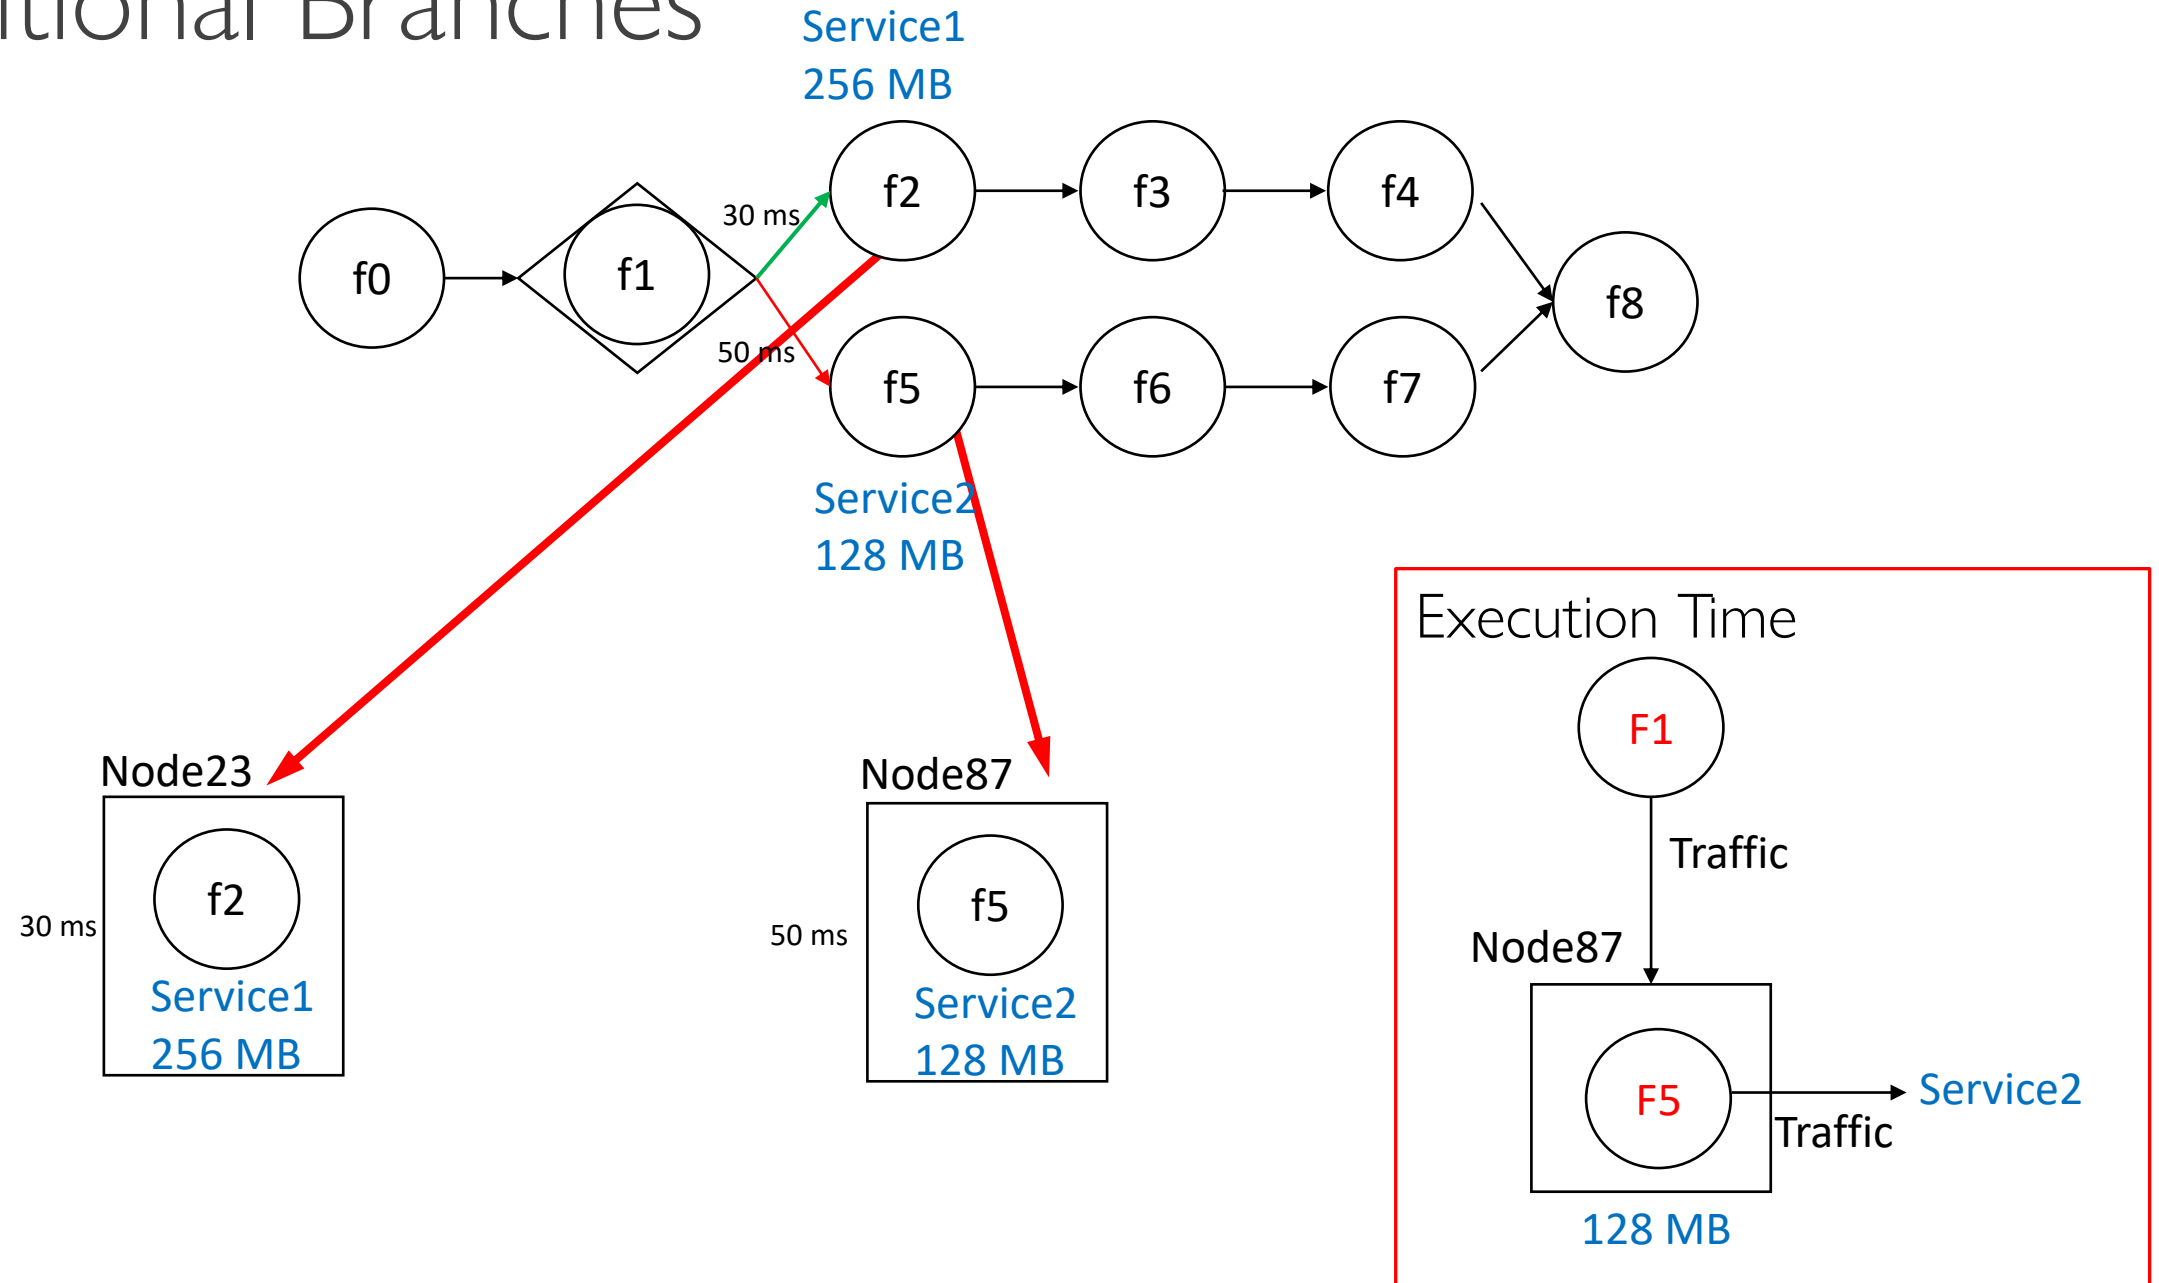 itional Branches
Service1
256 MB
f0
f1
30 ms
50 ms
f2
f3
f4
f5
f6
f7
f8
Service2
128 MB
Node23
f2
30 ms
Service1
256 MB
Node87
f5
50 ms
Service2
128 MB
Execution Time
F1
Traffic
Node87
F5
Service2
Traffic
128 MB